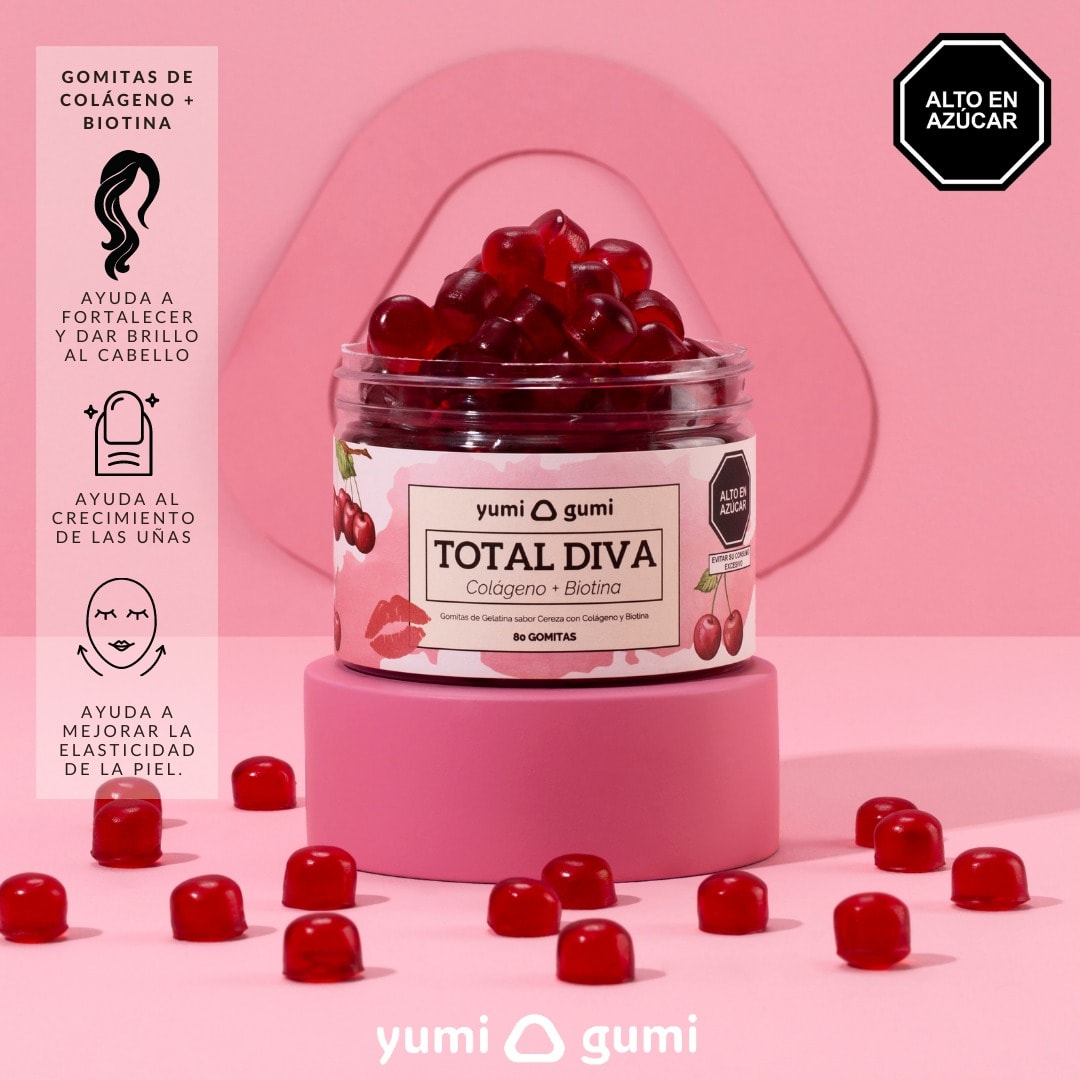 GOMITAS DE
COLÁGENO +
BIOTINA
AYUDA A
FORTALECER
Y DAR BRILLO
AL CABELLO
AYUDA AL
CRECIMIENTO
DE LAS UÑAS
AYUDA A
MEJORAR LA
ELASTICIDAD
DE LA PIEL.
ALTO EN
AZÚCAR
yumi gumi
TOTAL DIVA
Colágeno + Biotina
Gomitas de Gelatina sabor Cereza con Colágeno y Biotina
80 GOMITAS
ALTO EN
AZÚCAR
EVITAR SU CONSUMO
EXCESIVO
yumi gumi